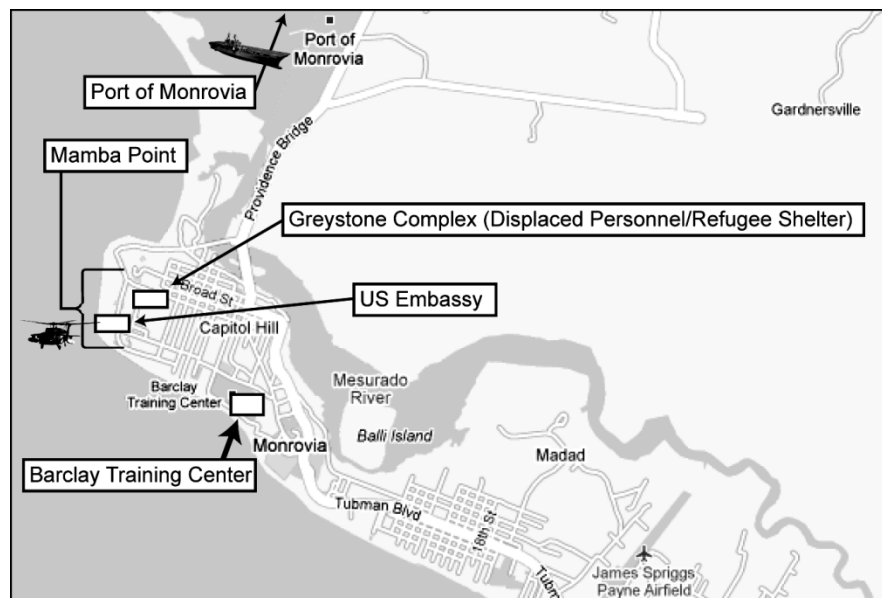 Port of
Monrovia
Port of Monrovia
Gardnersville
Mamba Point
Providence Bridge
Greystone Complex (Displaced Personnel/Refugee Shelter)
Broad St
US Embassy
Capitol Hill
Mesurado
River
Barclay
Training Center
Balli Island
Monrovia
Madad
Barclay Training Center
Tubman Blvd
18th St
Tubm
James Spriggs
Payne Airfield